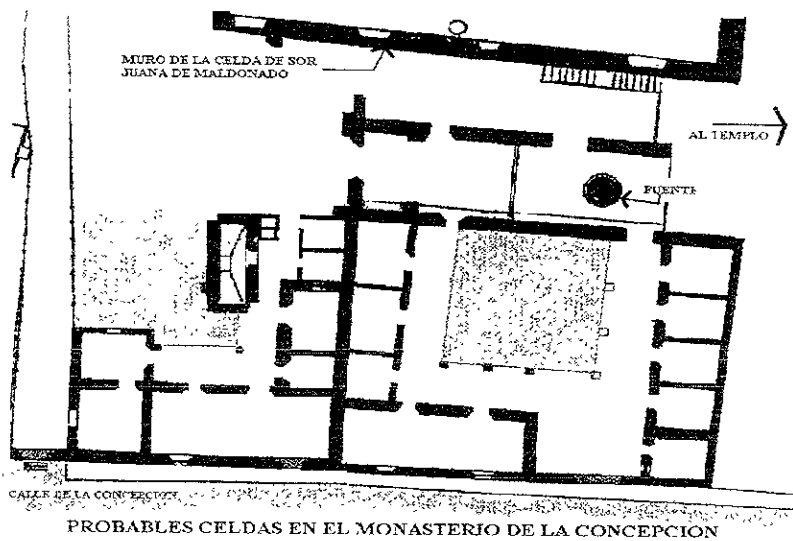 MURO DE LA CELDA DE SOR
JUANA DE MALDONADO
AL TEMPLO
FUENTE
CALLE DE LA CONCEPCION
PROBABLES CELDAS EN EL MONASTERIO DE LA CONCEPCION